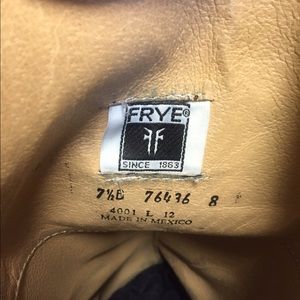 FRYE®
SINCE 1863
7½B 76436 8
4001 L 12
MADE IN MEXICO